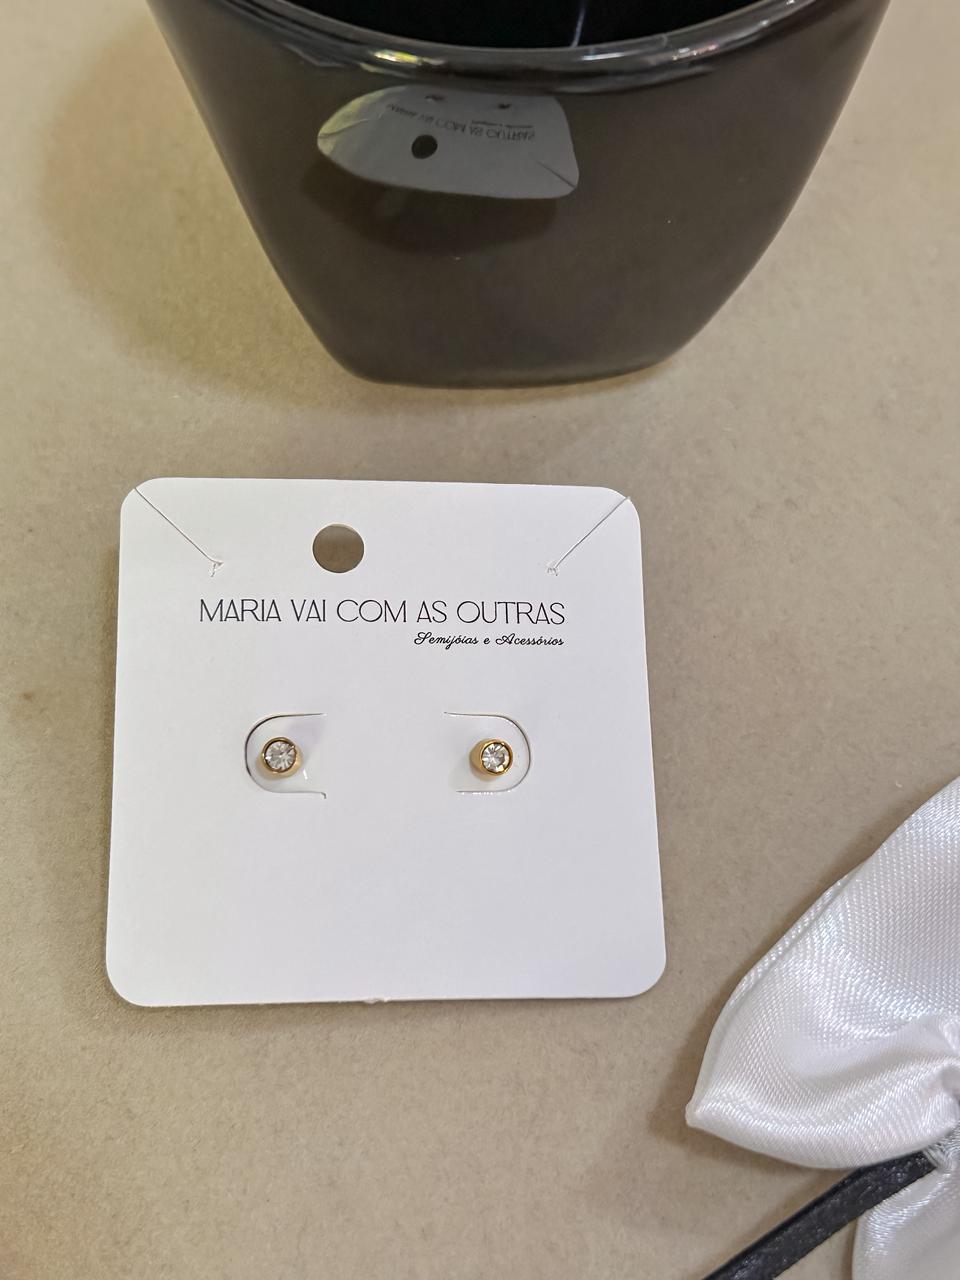 MARIA VAI COM AS OUTRAS
Semijóias e Acessórios